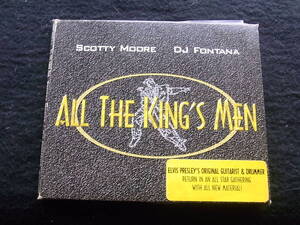 SCOTTY MOORE DJ FONTANA
ALL THE KING'S MEN
ELVIS PRESLEY'S ORIGINAL GUITARIST & DRUMMER
RETURN IN AN ALL STAR GATHERING
WITH ALL NEW MATERIAL!